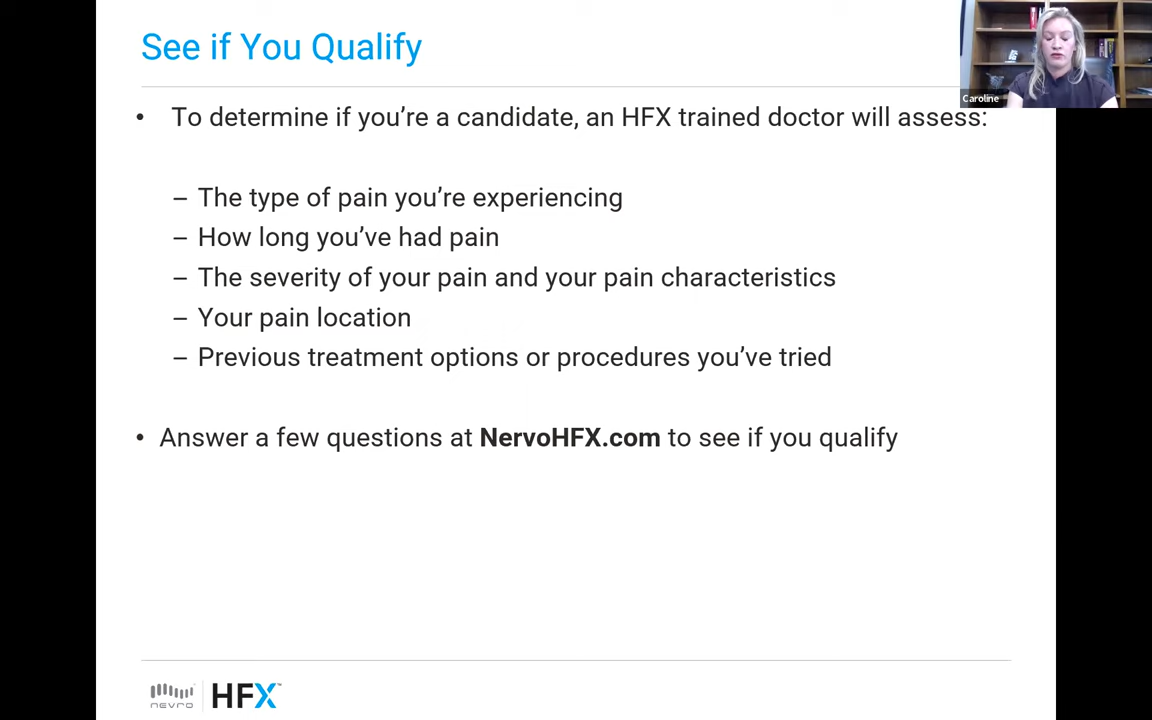 See if You Qualify
Caroline
• To determine if you’re a candidate, an HFX trained doctor will assess:
– The type of pain you’re experiencing
– How long you’ve had pain
– The severity of your pain and your pain characteristics
– Your pain location
– Previous treatment options or procedures you’ve tried
• Answer a few questions at NervoHFX.com to see if you qualify
nevro HFX™